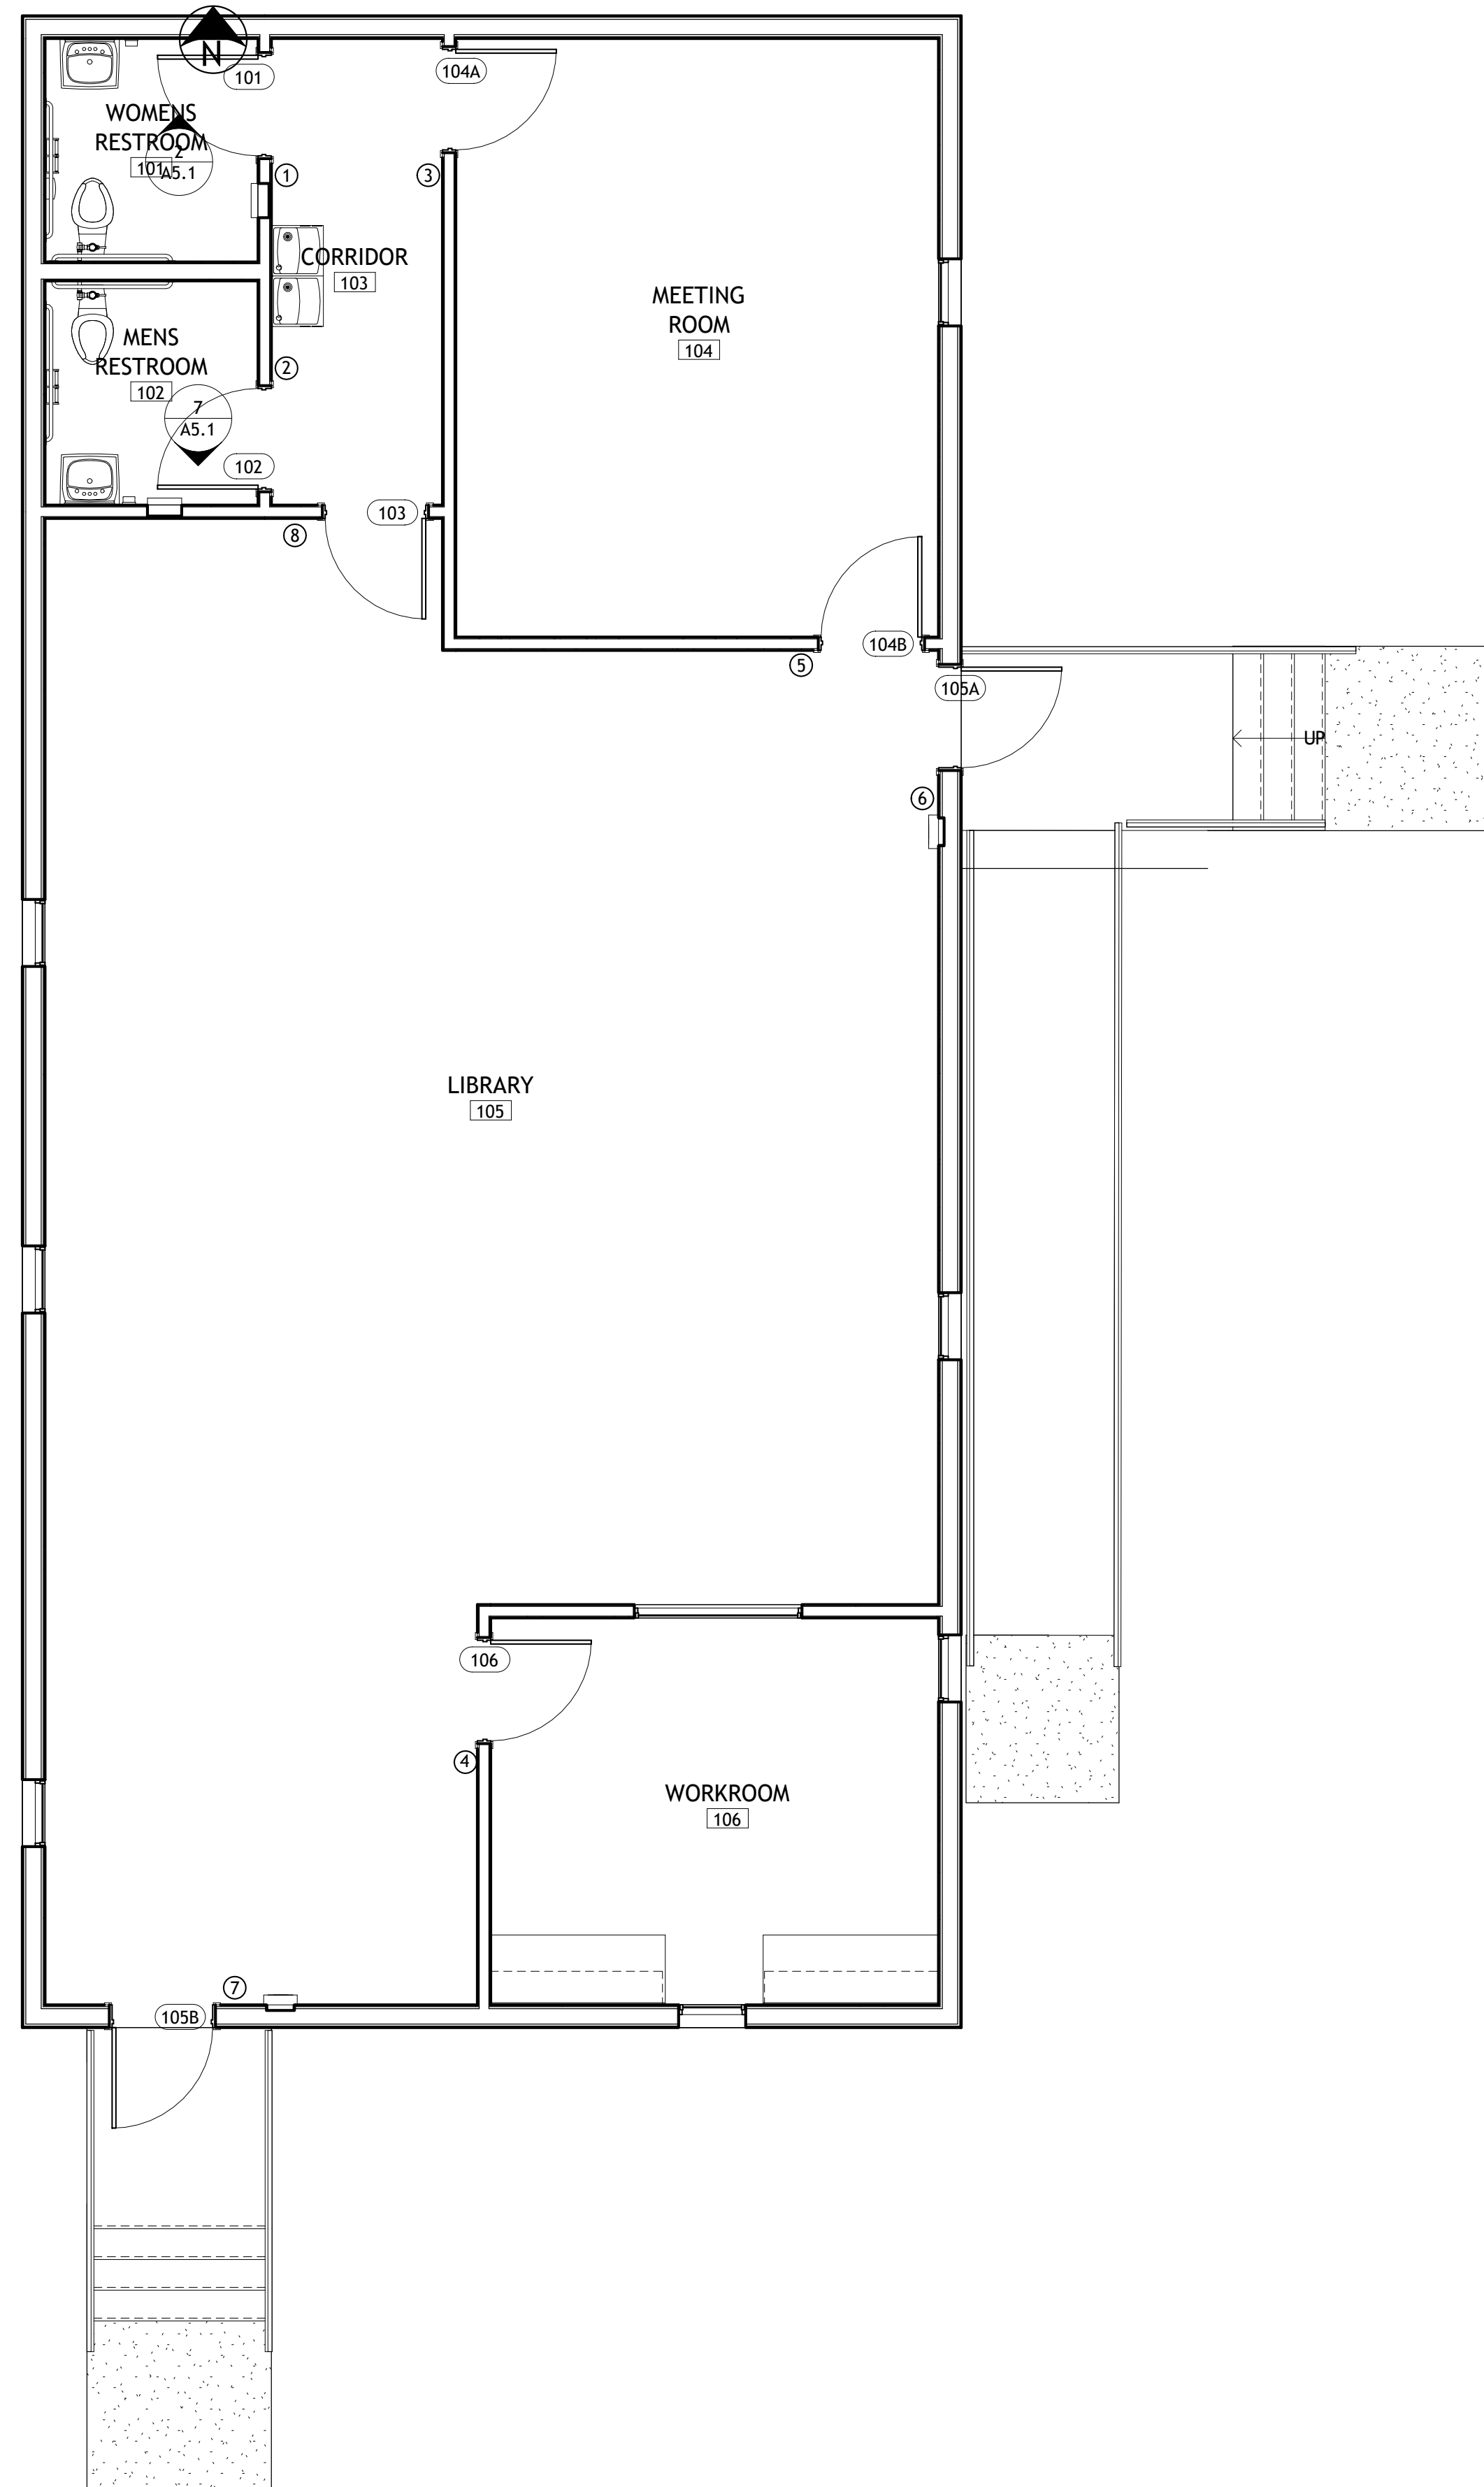 N
101
104A
WOMENS
RESTROOM
101
2
A5.1
1
3
CORRIDOR
103
MEETING
ROOM
104
MENS
RESTROOM
102
2
7
A5.1
102
103
8
104B
5
105A
UP
6
LIBRARY
105
106
4
WORKROOM
106
7
105B